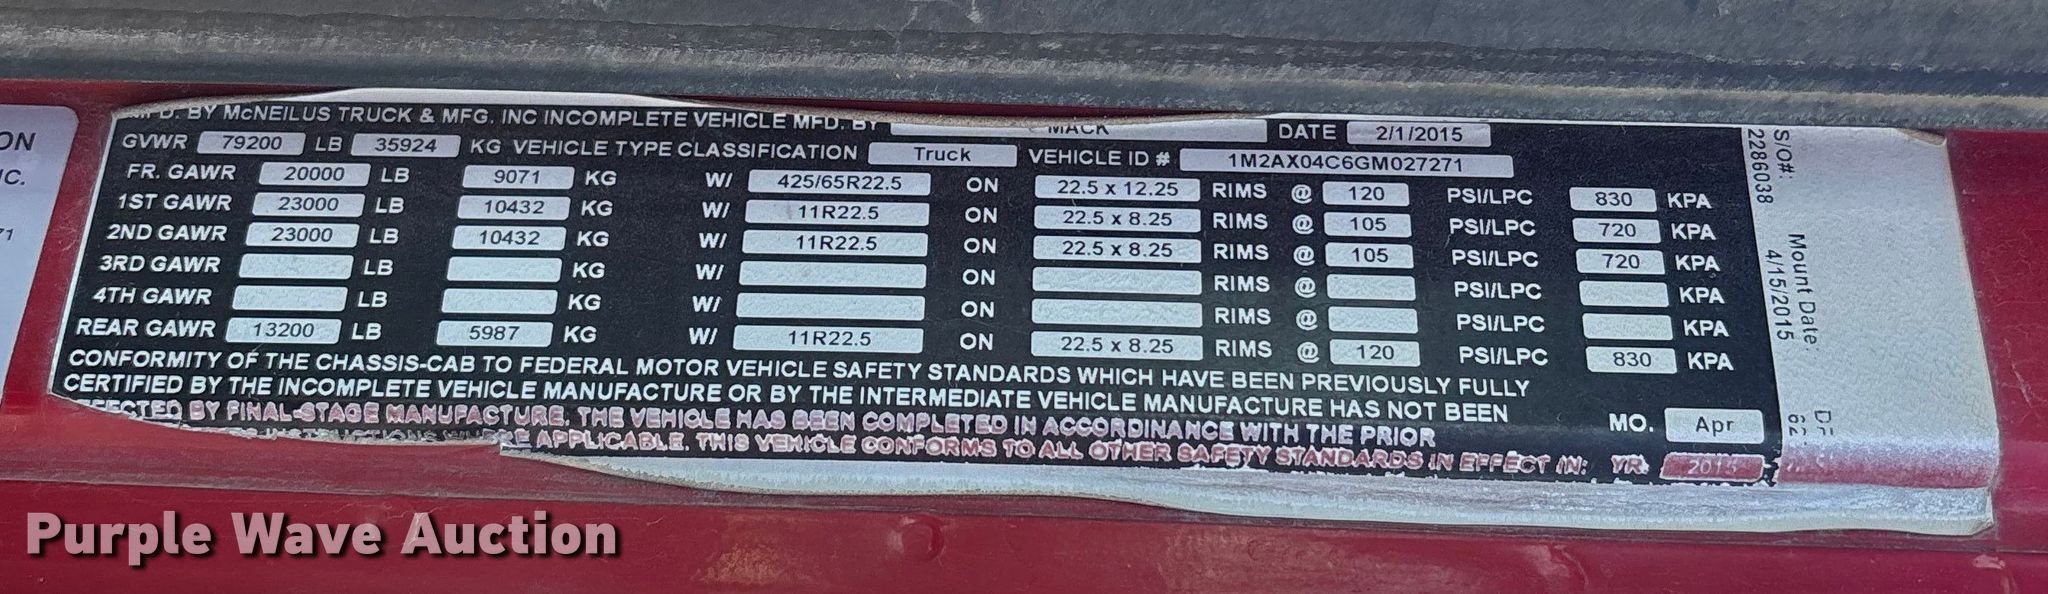 ON
C.
71
D. BY McNEILUS TRUCK & MFG. INC INCOMPLETE VEHICLE MFD. BY MACK DATE 2/1/2015
GVWR 79200 LB 35924 KG VEHICLE TYPE CLASSIFICATION Truck VEHICLE ID # 1M2AX04C6GM027271
FR. GAWR 20000 LB 9071 KG W/ 425/65R22.5 ON 22.5 x 12.25 RIMS @ 120 PSI/LPC 830 KPA
1ST GAWR 23000 LB 10432 KG W/ 11R22.5 ON 22.5 x 8.25 RIMS @ 105 PSI/LPC 720 KPA
2ND GAWR 23000 LB 10432 KG W/ 11R22.5 ON 22.5 x 8.25 RIMS @ 105 PSI/LPC 720 KPA
3RD GAWR LB KG W/ ON RIMS @ PSI/LPC KPA
4TH GAWR LB KG W/ ON RIMS @ PSI/LPC KPA
REAR GAWR 13200 LB 5987 KG W/ 11R22.5 ON 22.5 x 8.25 RIMS @ 120 PSI/LPC 830 KPA
CONFORMITY OF THE CHASSIS-CAB TO FEDERAL MOTOR VEHICLE SAFETY STANDARDS WHICH HAVE BEEN PREVIOUSLY FULLY
CERTIFIED BY THE INCOMPLETE VEHICLE MANUFACTURE OR BY THE INTERMEDIATE VEHICLE MANUFACTURE HAS NOT BEEN
EFFECTED BY FINAL-STAGE MANUFACTURE. THE VEHICLE HAS BEEN COMPLETED IN ACCORDINANCE WITH THE PRIOR MO. Apr
INSTRUCTIONS WHERE APPLICABLE. THIS VEHICLE CONFORMS TO ALL OTHER SAFETY STANDARDS IN EFFECT IN: YR. 2015
S/O#:
2286038
Mount Date:
4/15/2015
Purple Wave Auction